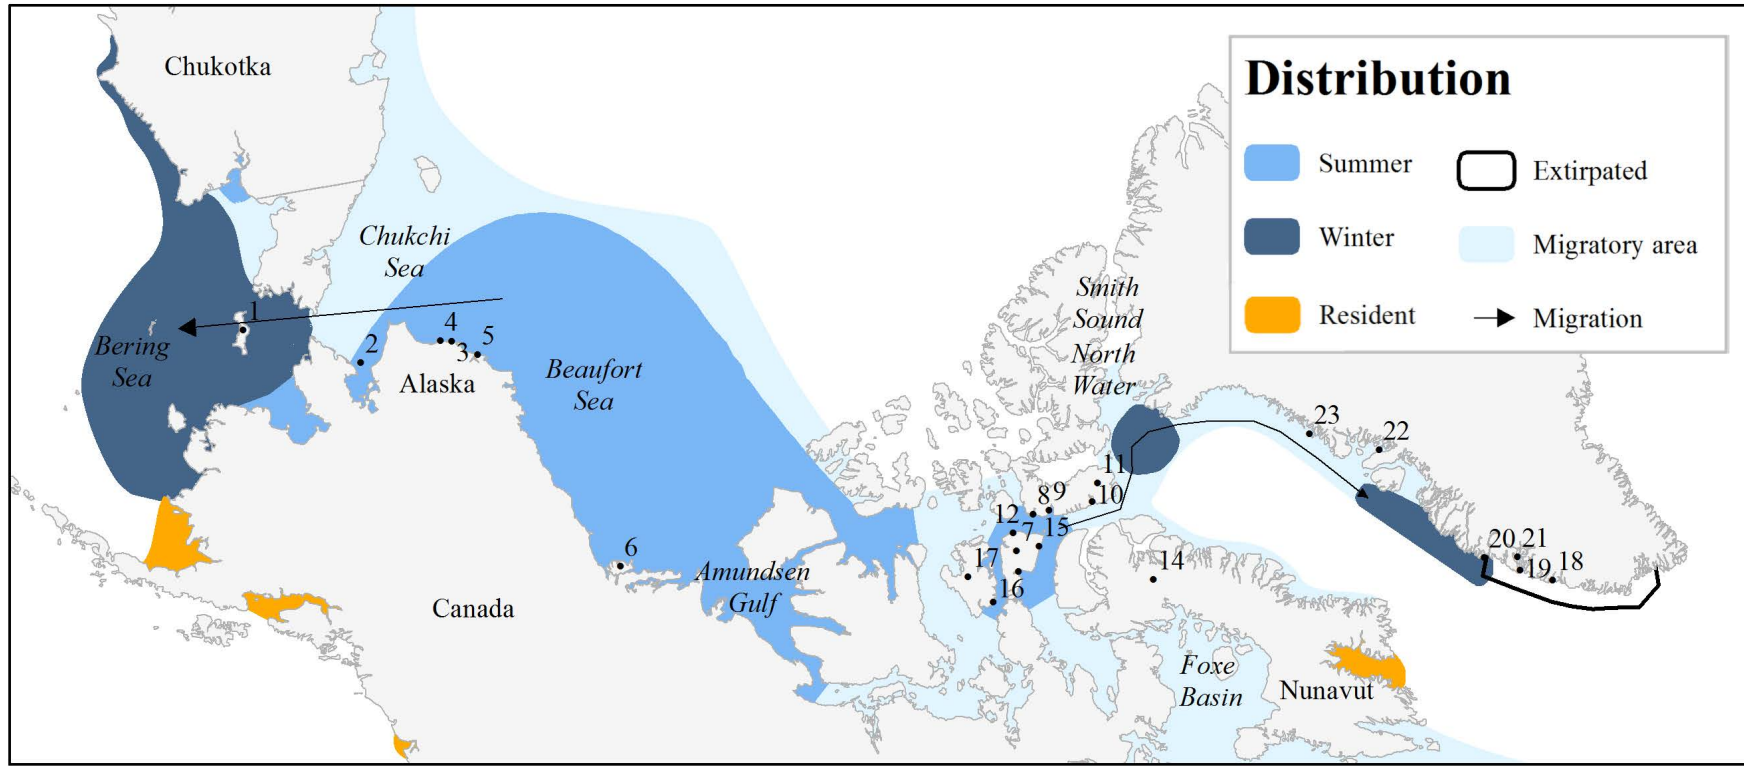 Chukotka
Distribution
Summer
Extirpated
Winter
Migratory area
Resident
Migration
Chukchi
Sea
Smith
Sound
North
Water
Bering
Sea
1
2
4
3
5
Alaska
Beaufort
Sea
23
22
11
10
8
9
12
7
15
17
16
14
20
21
19
18
6
Amundsen
Gulf
Canada
Foxe
Basin
Nunavut